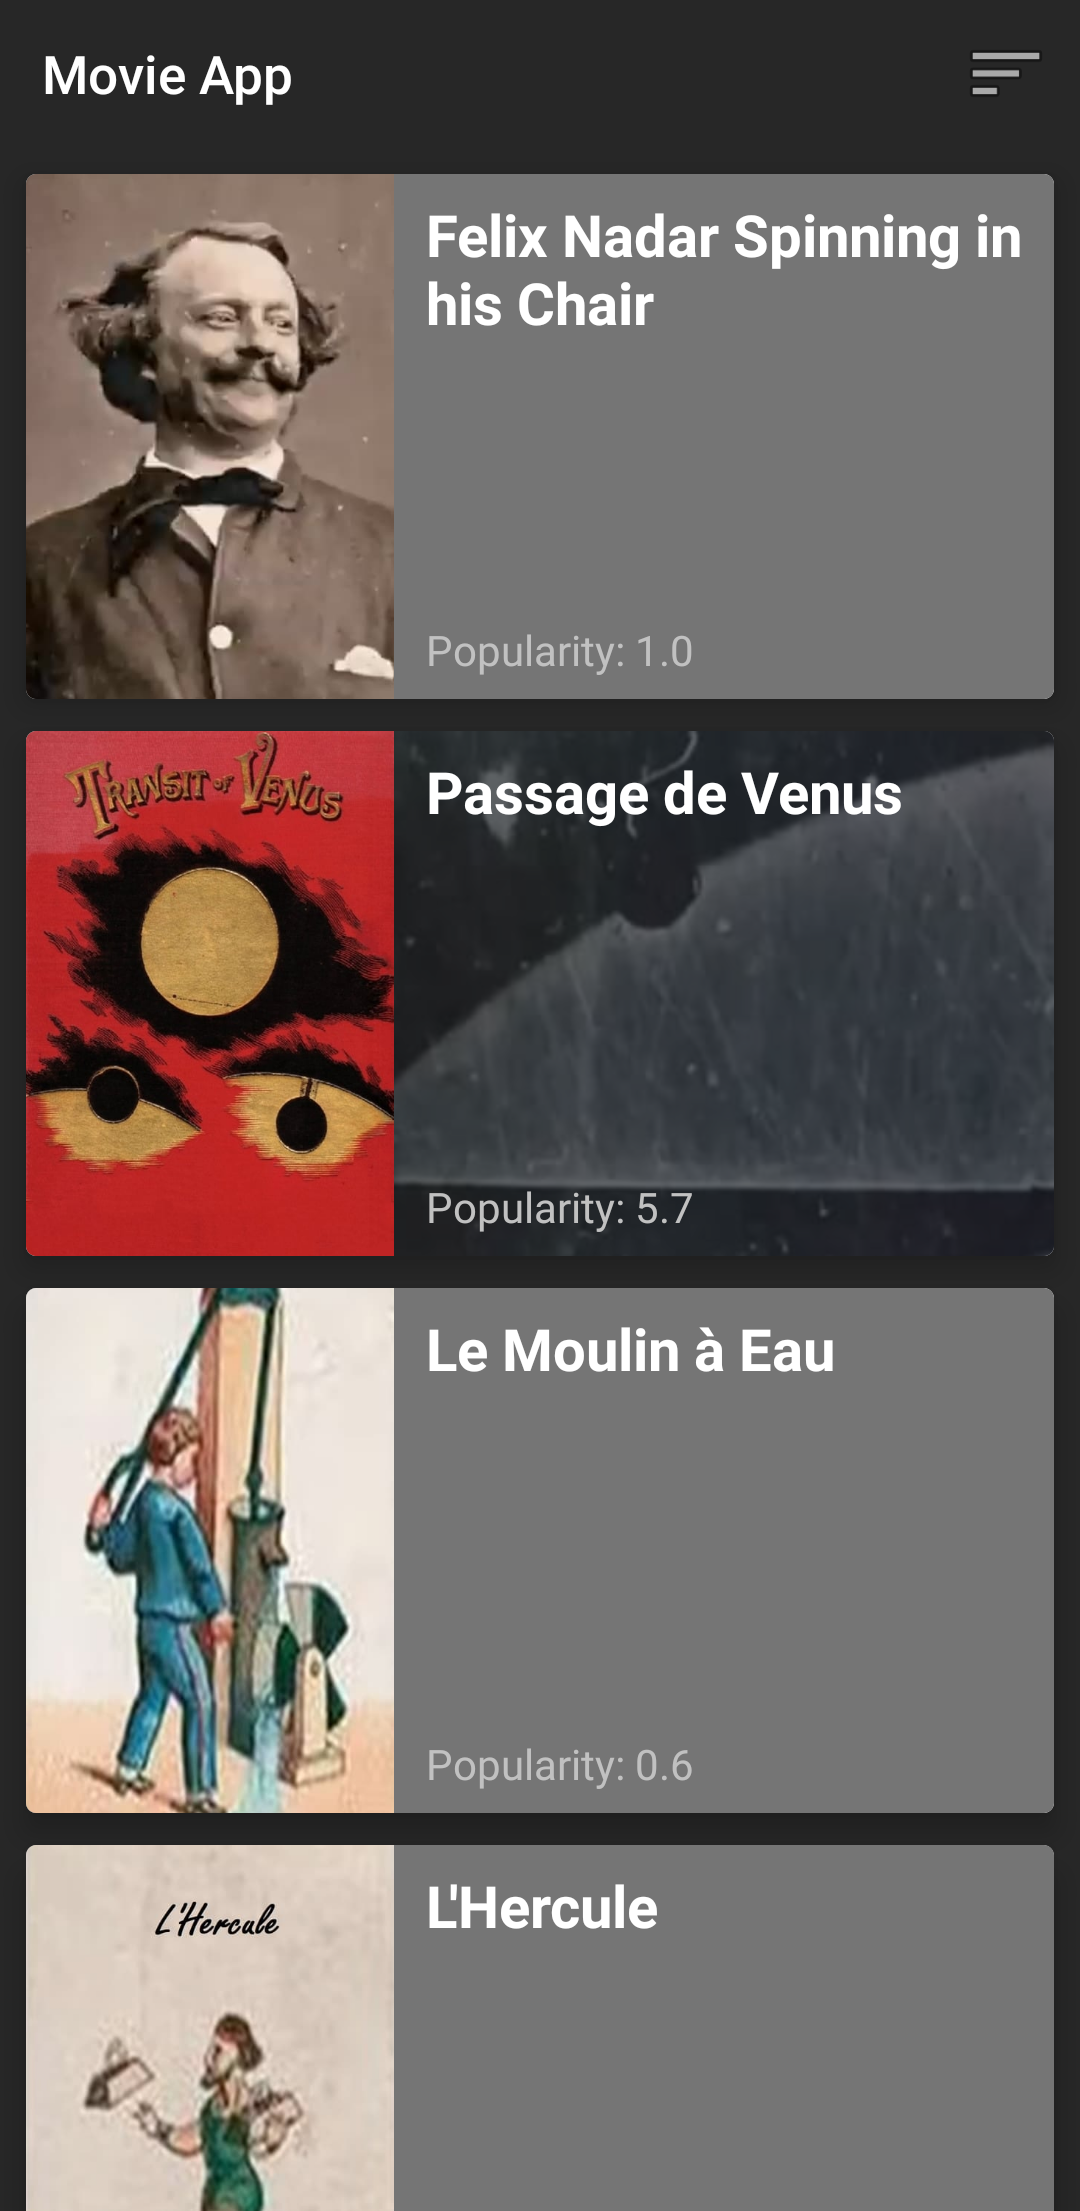 Movie App
Felix Nadar Spinning in
his Chair
Popularity: 1.0
TRANSIT OF VENUS
Passage de Venus
Popularity: 5.7
Le Moulin à Eau
Popularity: 0.6
L'Hercule
L'Hercule